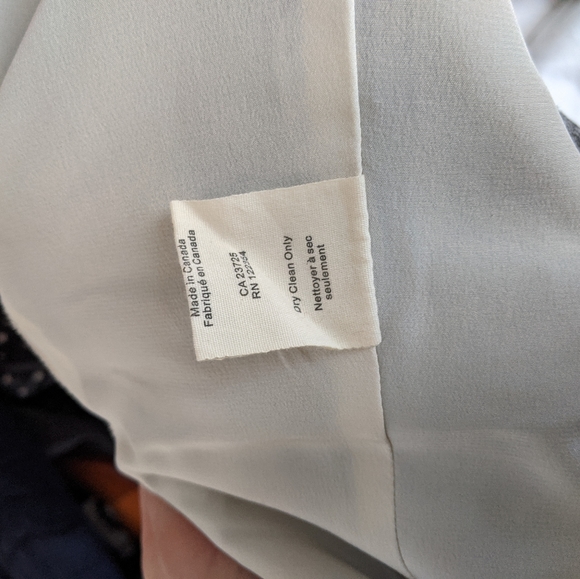 Made in Canada
Fabriqué en Canada
CA 23725
RN
Dry Clean Only
Nettoyer à sec
seulement